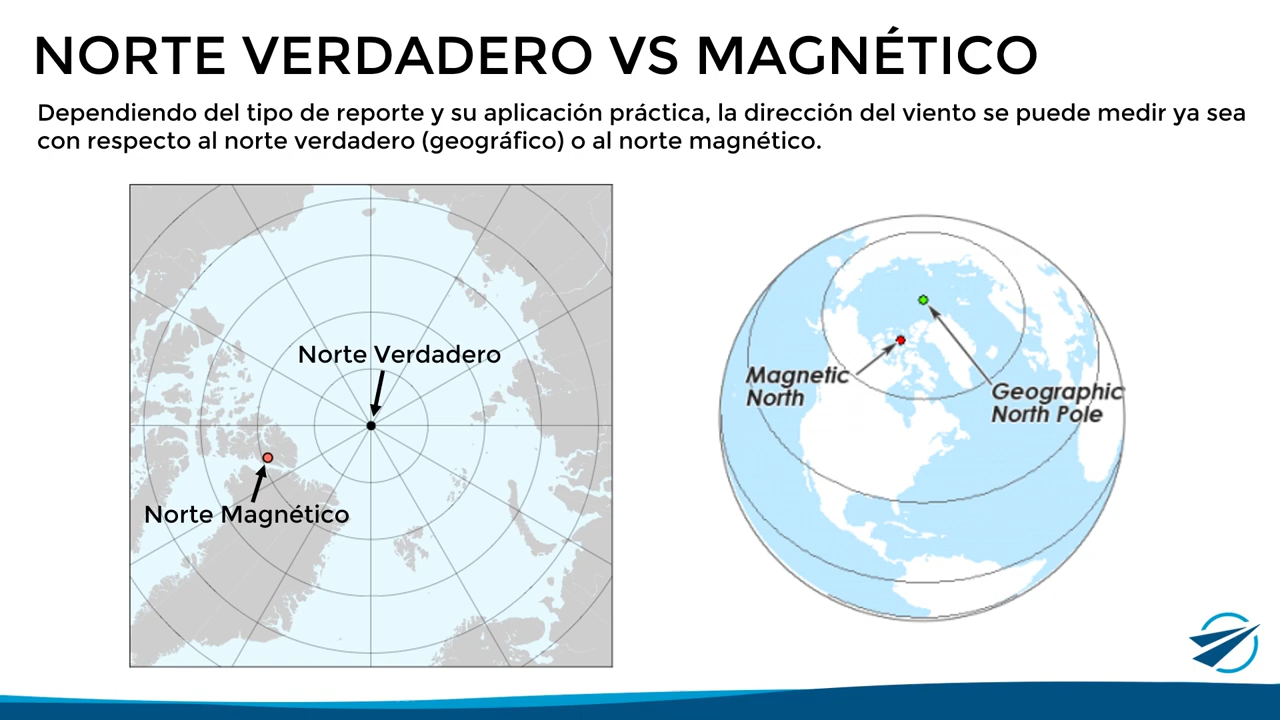 NORTE VERDADERO VS MAGNÉTICO
Dependiendo del tipo de reporte y su aplicación práctica, la dirección del viento se puede medir ya sea
con respecto al norte verdadero (geográfico) o al norte magnético.
Norte Verdadero
Norte Magnético
Magnetic
North
Geographic
North Pole